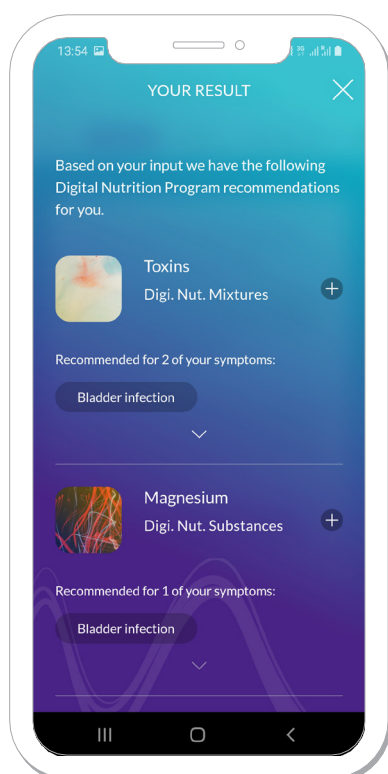 13:54
YOUR RESULT
Based on your input we have the following
Digital Nutrition Program recommendations
for you.
Toxins
Digi. Nut. Mixtures
Recommended for 2 of your symptoms:
Bladder infection
Magnesium
Digi. Nut. Substances
Recommended for 1 of your symptoms:
Bladder infection